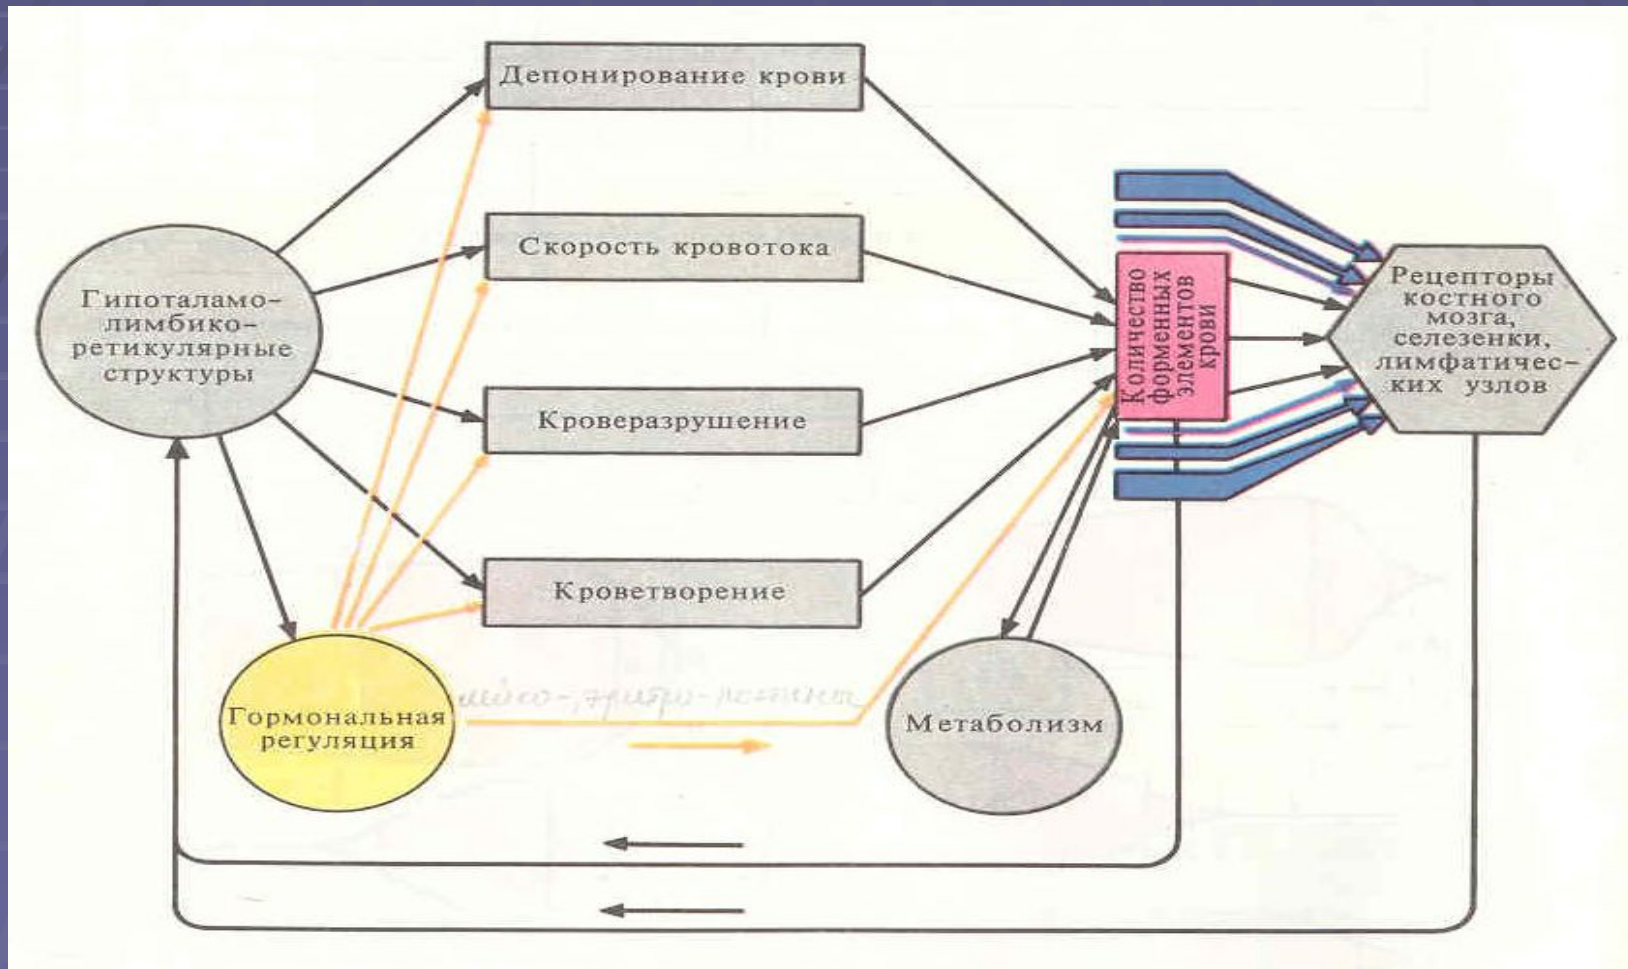 Депонирование крови
Скорость кровотока
Гипоталамо-
лимбико-
ретикулярные
структуры
Количество
форменных
элементов
крови
Рецепторы
костного
мозга,
селезенки,
лимфатичес-
ких узлов
Кроверазрушение
Кроветворение
Гормональная
регуляция
Метаболизм